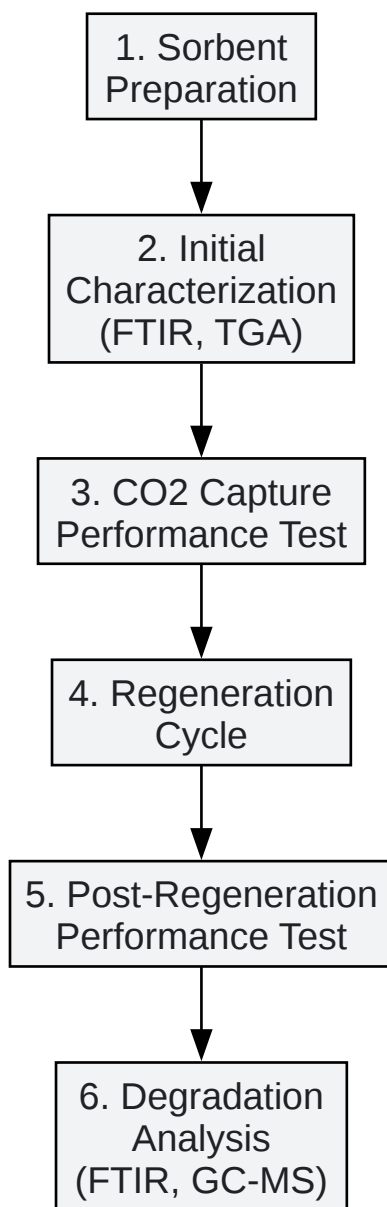 1. Sorbent
Preparation
2. Initial
Characterization
(FTIR, TGA)
3. CO2 Capture
Performance Test
4. Regeneration
Cycle
5. Post-Regeneration
Performance Test
6. Degradation
Analysis
(FTIR, GC-MS)